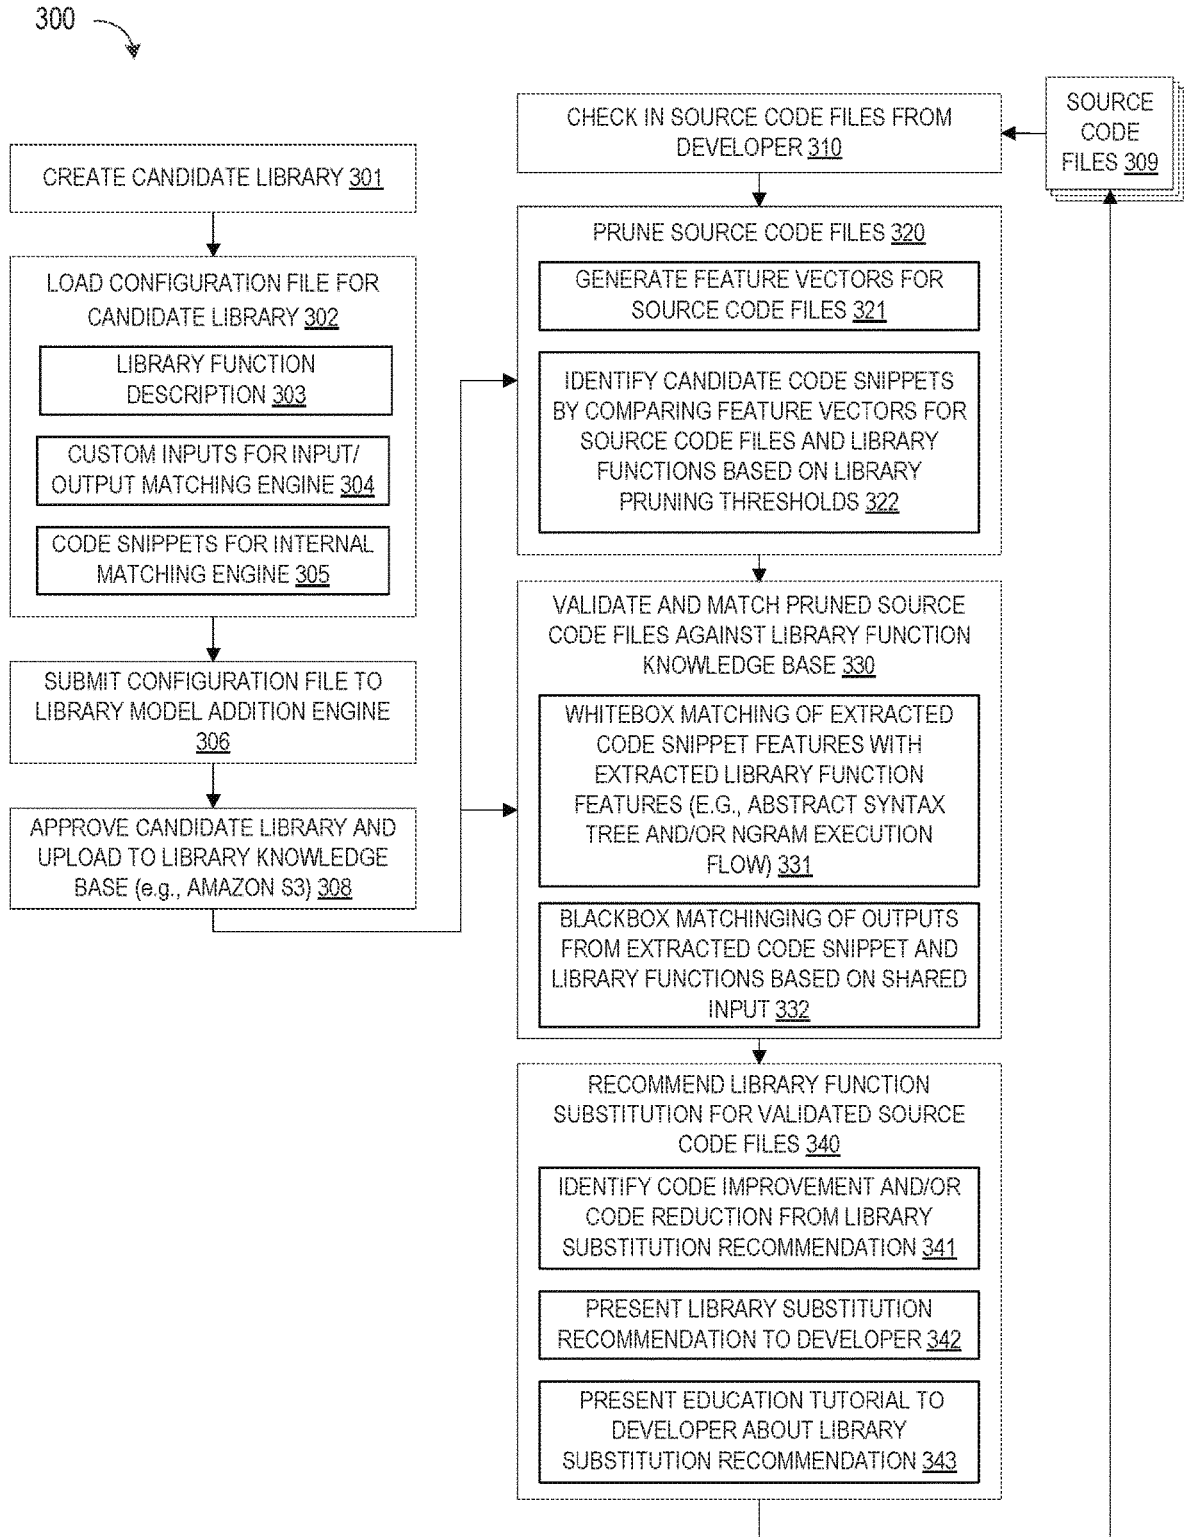 300
CREATE CANDIDATE LIBRARY 301
LOAD CONFIGURATION FILE FOR
CANDIDATE LIBRARY 302
LIBRARY FUNCTION
DESCRIPTION 303
CUSTOM INPUTS FOR INPUT/
OUTPUT MATCHING ENGINE 304
CODE SNIPPETS FOR INTERNAL
MATCHING ENGINE 305
SUBMIT CONFIGURATION FILE TO
LIBRARY MODEL ADDITION ENGINE
306
APPROVE CANDIDATE LIBRARY AND
UPLOAD TO LIBRARY KNOWLEDGE
BASE (e.g., AMAZON S3) 308
SOURCE
CODE
FILES 309
CHECK IN SOURCE CODE FILES FROM
DEVELOPER 310
PRUNE SOURCE CODE FILES 320
GENERATE FEATURE VECTORS FOR
SOURCE CODE FILES 321
IDENTIFY CANDIDATE CODE SNIPPETS
BY COMPARING FEATURE VECTORS FOR
SOURCE CODE FILES AND LIBRARY
FUNCTIONS BASED ON LIBRARY
PRUNING THRESHOLDS 322
VALIDATE AND MATCH PRUNED SOURCE
CODE FILES AGAINST LIBRARY FUNCTION
KNOWLEDGE BASE 330
WHITEBOX MATCHING OF EXTRACTED
CODE SNIPPET FEATURES WITH
EXTRACTED LIBRARY FUNCTION
FEATURES (E.G., ABSTRACT SYNTAX
TREE AND/OR NGRAM EXECUTION
FLOW) 331
BLACKBOX MATCHINGING OF OUTPUTS
FROM EXTRACTED CODE SNIPPET AND
LIBRARY FUNCTIONS BASED ON SHARED
INPUT 332
RECOMMEND LIBRARY FUNCTION
SUBSTITUTION FOR VALIDATED SOURCE
CODE FILES 340
IDENTIFY CODE IMPROVEMENT AND/OR
CODE REDUCTION FROM LIBRARY
SUBSTITUTION RECOMMENDATION 341
PRESENT LIBRARY SUBSTITUTION
RECOMMENDATION TO DEVELOPER 342
PRESENT EDUCATION TUTORIAL TO
DEVELOPER ABOUT LIBRARY
SUBSTITUTION RECOMMENDATION 343